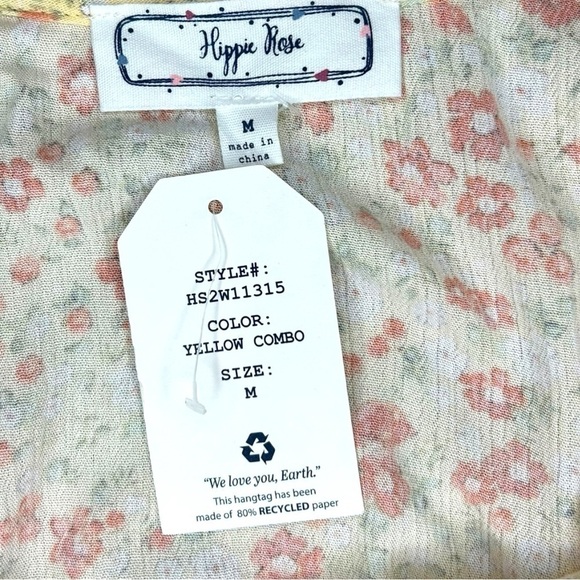 Hippie Rose
M
made in
china
STYLE#:
HS2W11315
COLOR:
YELLOW COMBO
SIZE:
M
“We love you, Earth.”
This hangtag has been
made of 80% RECYCLED paper